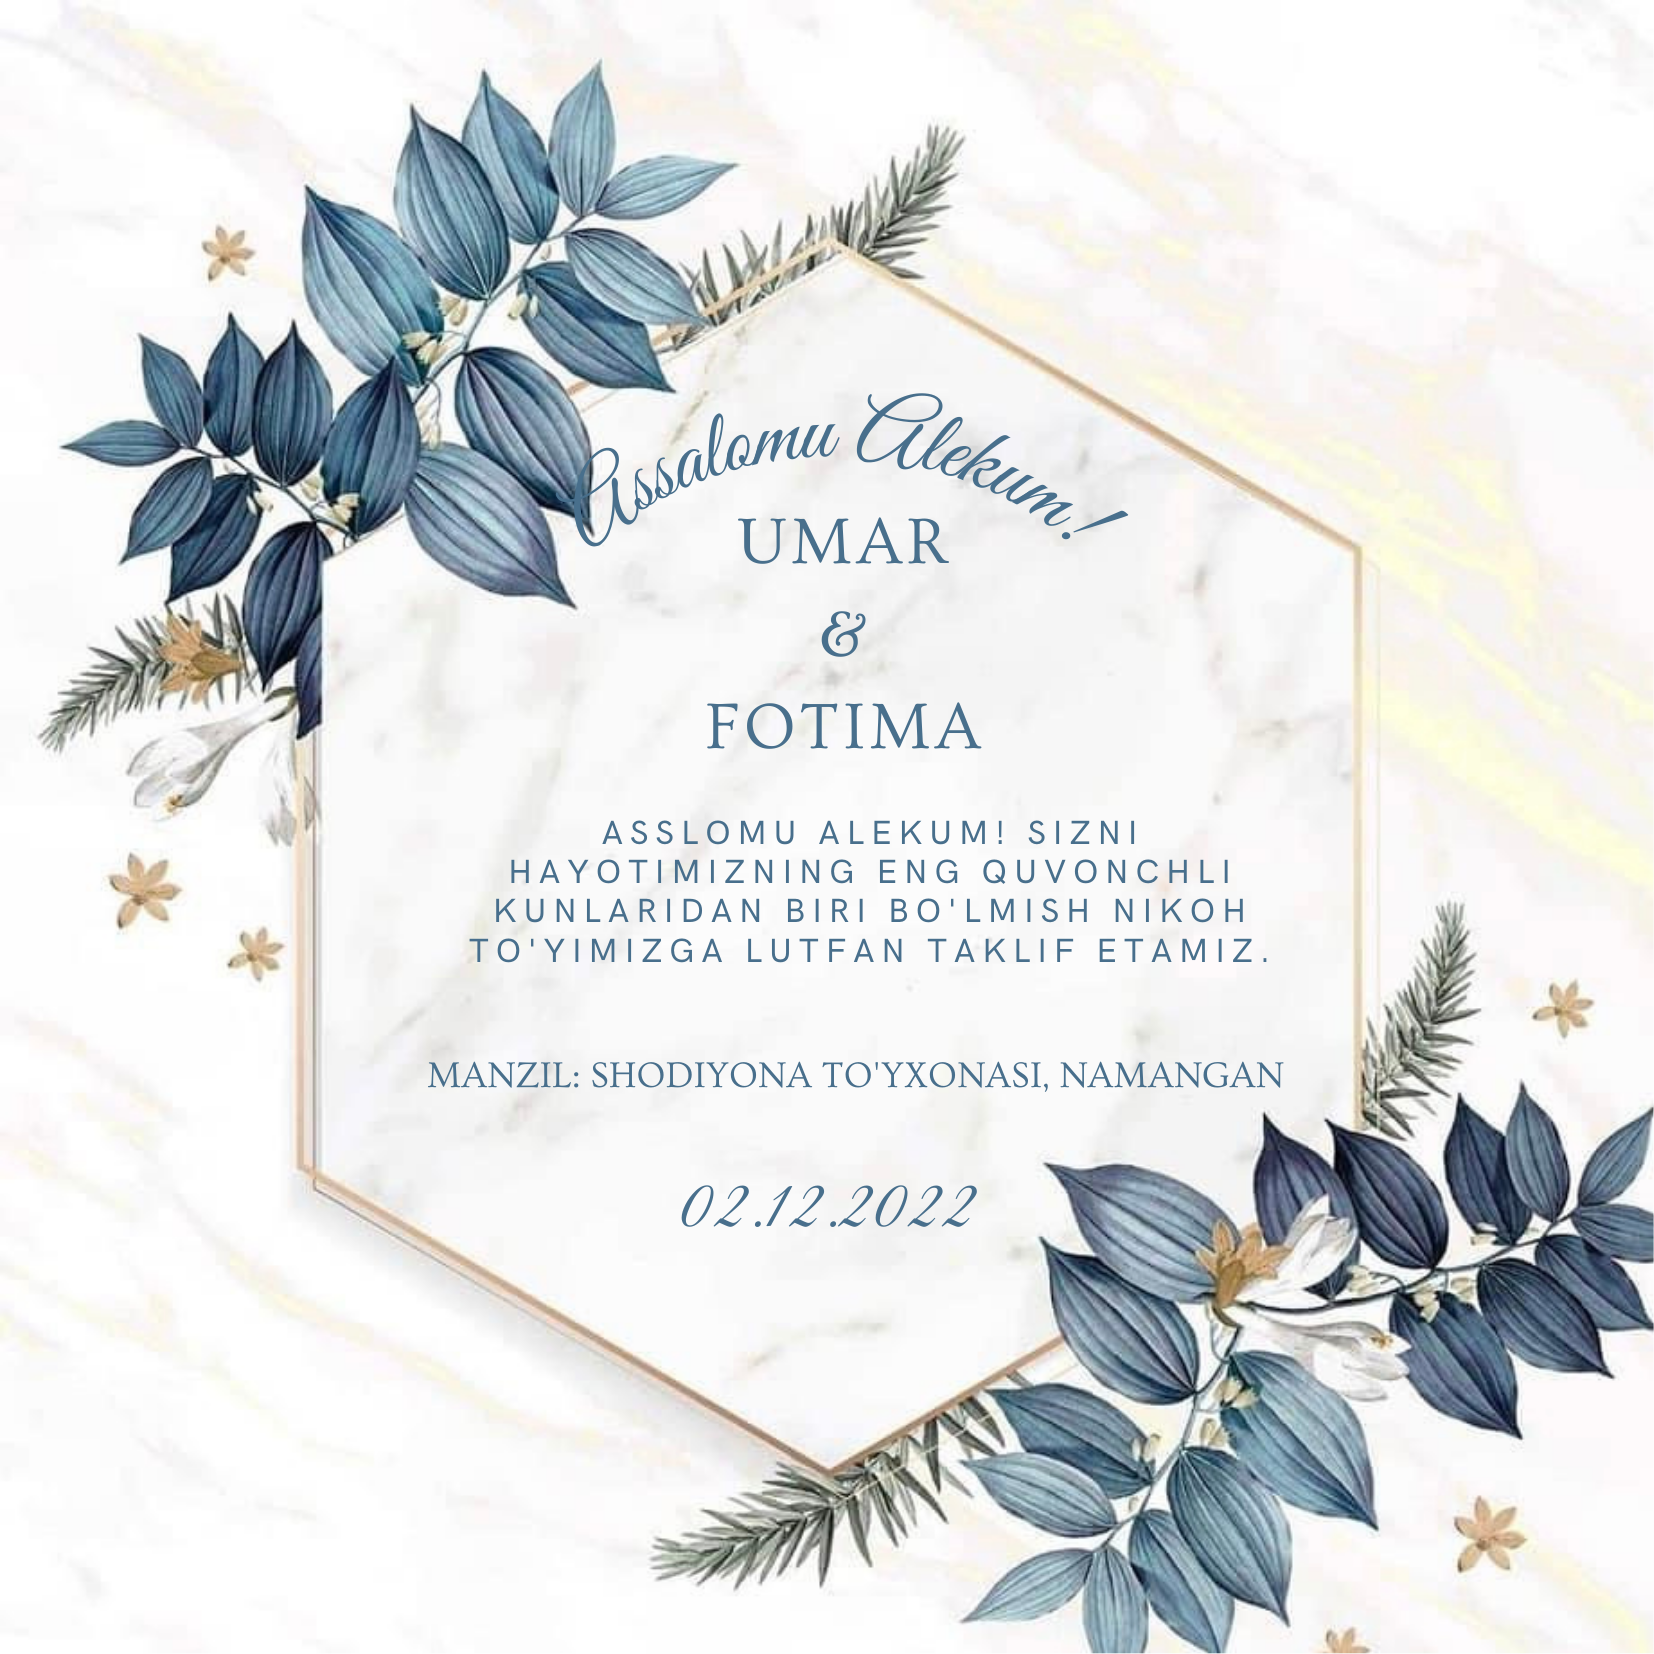 Assalomu Alekum!
UMAR
&
FOTIMA
ASSLOMU ALEKUM! SIZNI
HAYOTIMIZNING ENG QUVONCHLI
KUNLARIDAN BIRI BO'LMISH NIKOH
TO'YIMIZGA LUTFAN TAKLIF ETAMIZ.
MANZIL: SHODIYONA TO'YXONASI, NAMANGAN
02.12.2022